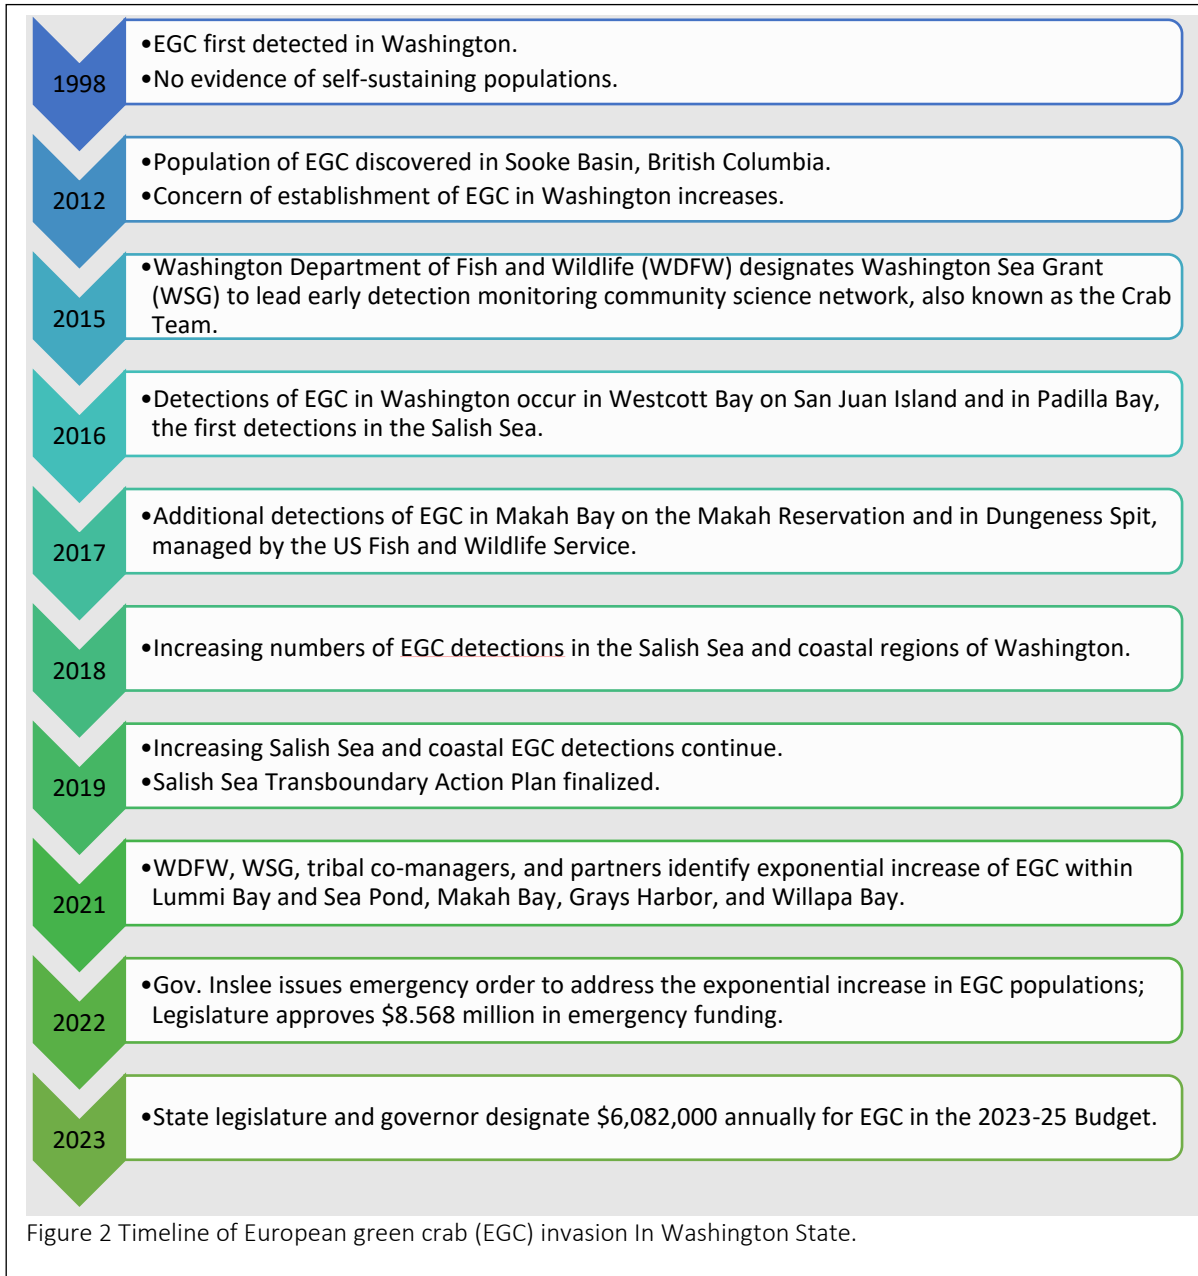 1998
•EGC first detected in Washington.
•No evidence of self-sustaining populations.
2012
•Population of EGC discovered in Sooke Basin, British Columbia.
•Concern of establishment of EGC in Washington increases.
2015
•Washington Department of Fish and Wildlife (WDFW) designates Washington Sea Grant
(WSG) to lead early detection monitoring community science network, also known as the Crab
Team.
2016
•Detections of EGC in Washington occur in Westcott Bay on San Juan Island and in Padilla Bay,
the first detections in the Salish Sea.
2017
•Additional detections of EGC in Makah Bay on the Makah Reservation and in Dungeness Spit,
managed by the US Fish and Wildlife Service.
2018
•Increasing numbers of EGC detections in the Salish Sea and coastal regions of Washington.
2019
•Increasing Salish Sea and coastal EGC detections continue.
•Salish Sea Transboundary Action Plan finalized.
2021
•WDFW, WSG, tribal co-managers, and partners identify exponential increase of EGC within
Lummi Bay and Sea Pond, Makah Bay, Grays Harbor, and Willapa Bay.
2022
•Gov. Inslee issues emergency order to address the exponential increase in EGC populations;
Legislature approves $8.568 million in emergency funding.
2023
•State legislature and governor designate $6,082,000 annually for EGC in the 2023-25 Budget.
Figure 2 Timeline of European green crab (EGC) invasion In Washington State.